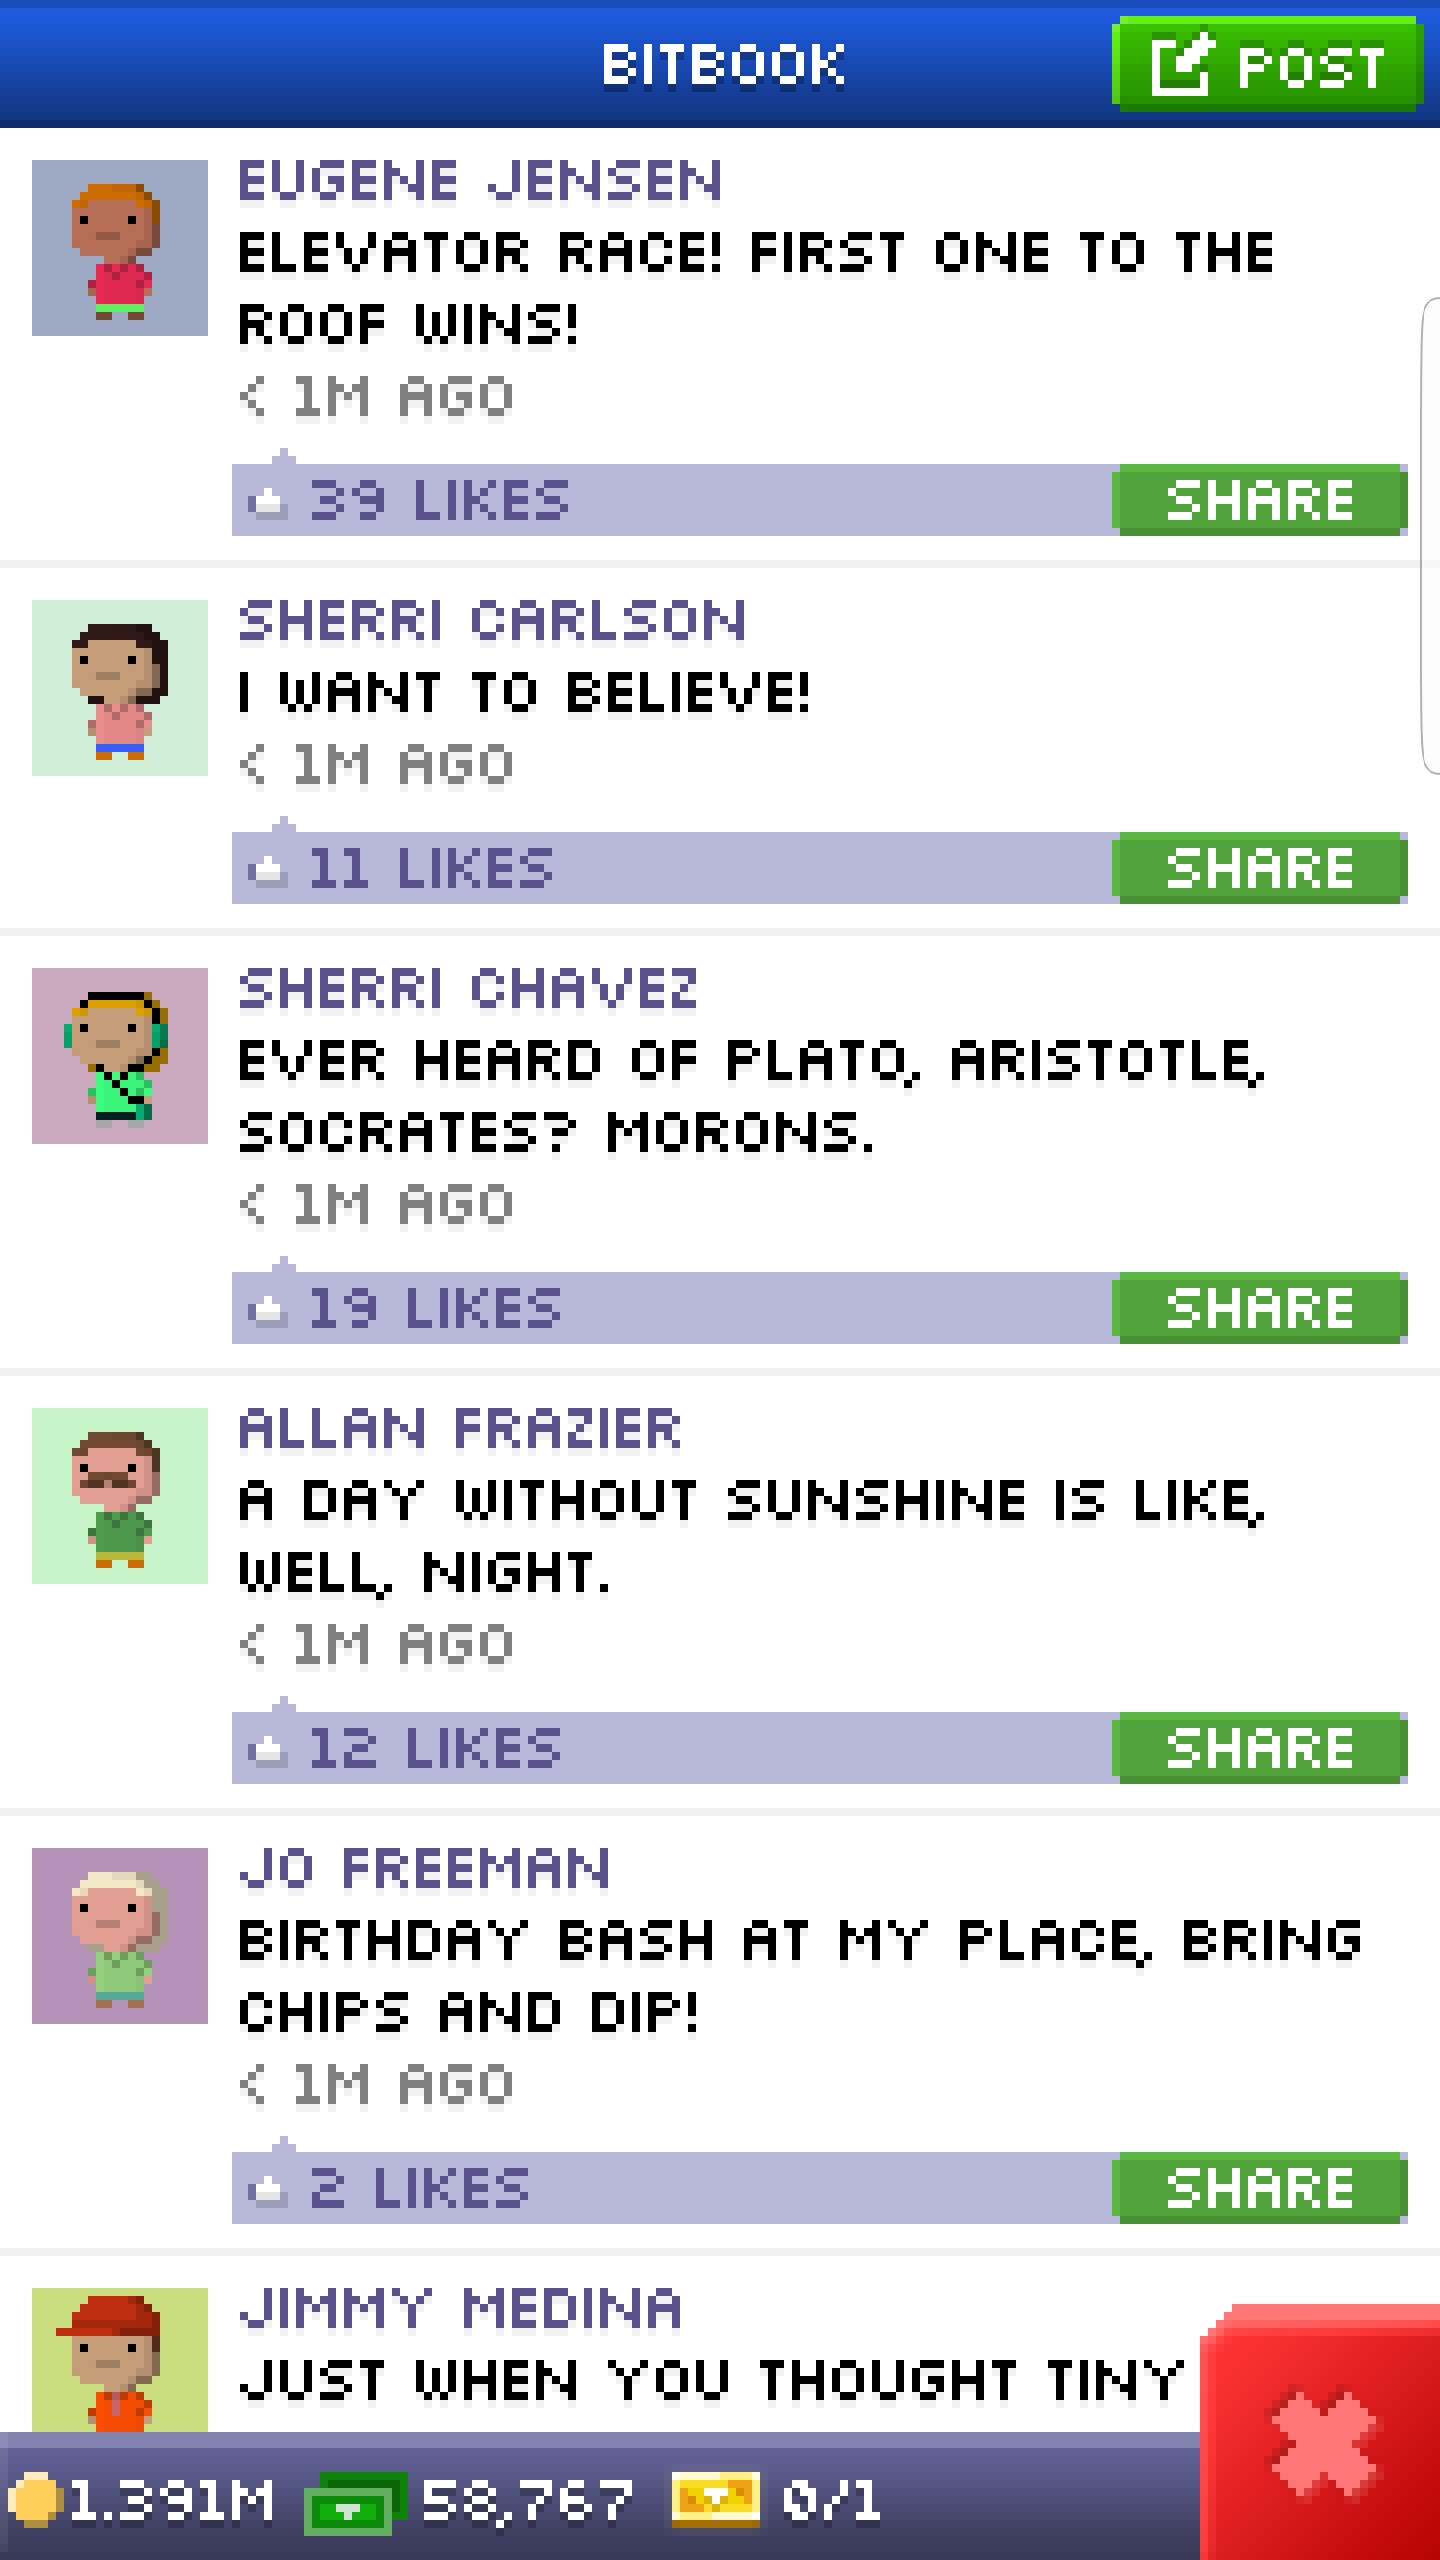 BITBOOK
POST
EUGENE JENSEN
ELEVATOR RACE! FIRST ONE TO THE
ROOF WINS!
< 1M AGO
39 LIKES
SHARE
SHERRI CARLSON
I WANT TO BELIEVE!
< 1M AGO
11 LIKES
SHARE
SHERRI CHAVEZ
EVER HEARD OF PLATO, ARISTOTLE,
SOCRATES? MORONS.
< 1M AGO
19 LIKES
SHARE
ALLAN FRAZIER
A DAY WITHOUT SUNSHINE IS LIKE,
WELL, NIGHT.
< 1M AGO
12 LIKES
SHARE
JO FREEMAN
BIRTHDAY BASH AT MY PLACE, BRING
CHIPS AND DIP!
< 1M AGO
2 LIKES
SHARE
JIMMY MEDINA
JUST WHEN YOU THOUGHT TINY
1.391M 58,767 0/1